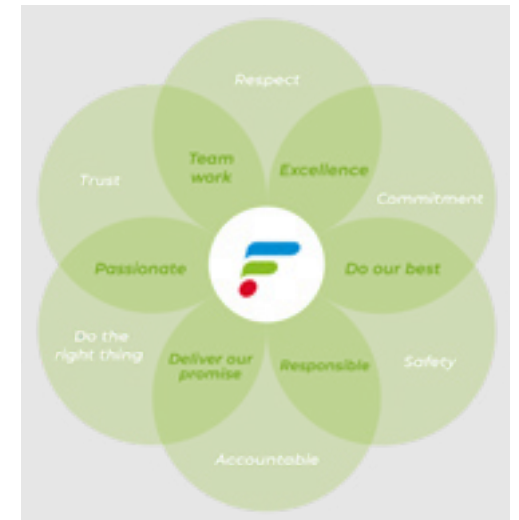 Respect
Team
work
Excellence
Trust
Commitment
Passionate
Do our best
Do the
right thing
Deliver our
promise
Responsible
Safety
Accountable